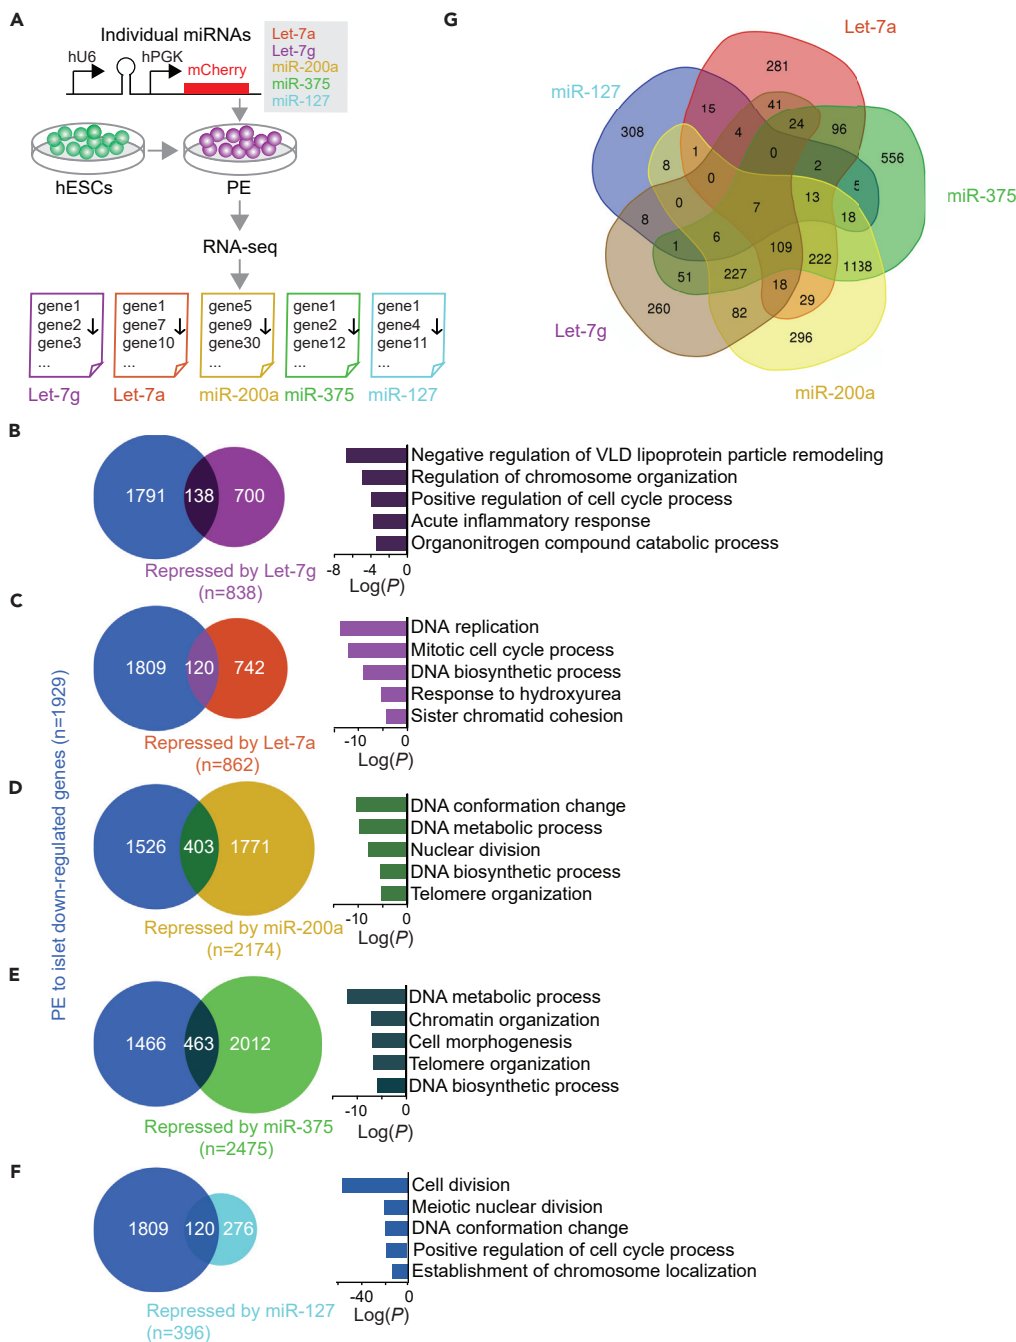 A
Individual miRNAs
hU6
hPGK
mCherry
Let-7a
Let-7g
miR-200a
miR-375
miR-127
hESCs
PE
RNA-seq
gene1
gene2
gene3
...
Let-7g
gene1
gene7
gene10
...
Let-7a
gene5
gene9
gene30
...
miR-200a
gene1
gene2
gene12
...
miR-375
gene1
gene4
gene11
...
miR-127
G
Let-7a
miR-127
miR-375
Let-7g
miR-200a
281
308
15
41
4
24
96
556
8
1
0
2
5
0
0
7
13
18
8
1
6
109
222
1138
51
227
18
29
260
82
296
PE to islet down-regulated genes (n=1929)
B
1791
138
700
Repressed by Let-7g
(n=838)
Negative regulation of VLD lipoprotein particle remodeling
Regulation of chromosome organization
Positive regulation of cell cycle process
Acute inflammatory response
Organonitrogen compound catabolic process
-8
-4
0
Log(P)
C
1809
120
742
Repressed by Let-7a
(n=862)
DNA replication
Mitotic cell cycle process
DNA biosynthetic process
Response to hydroxyurea
Sister chromatid cohesion
-10
0
Log(P)
D
1526
403
1771
Repressed by miR-200a
(n=2174)
DNA conformation change
DNA metabolic process
Nuclear division
DNA biosynthetic process
Telomere organization
-10
0
Log(P)
E
1466
463
2012
Repressed by miR-375
(n=2475)
DNA metabolic process
Chromatin organization
Cell morphogenesis
Telomere organization
DNA biosynthetic process
-10
0
Log(P)
F
1809
120
276
Repressed by miR-127
(n=396)
Cell division
Meiotic nuclear division
DNA conformation change
Positive regulation of cell cycle process
Establishment of chromosome localization
-40
0
Log(P)